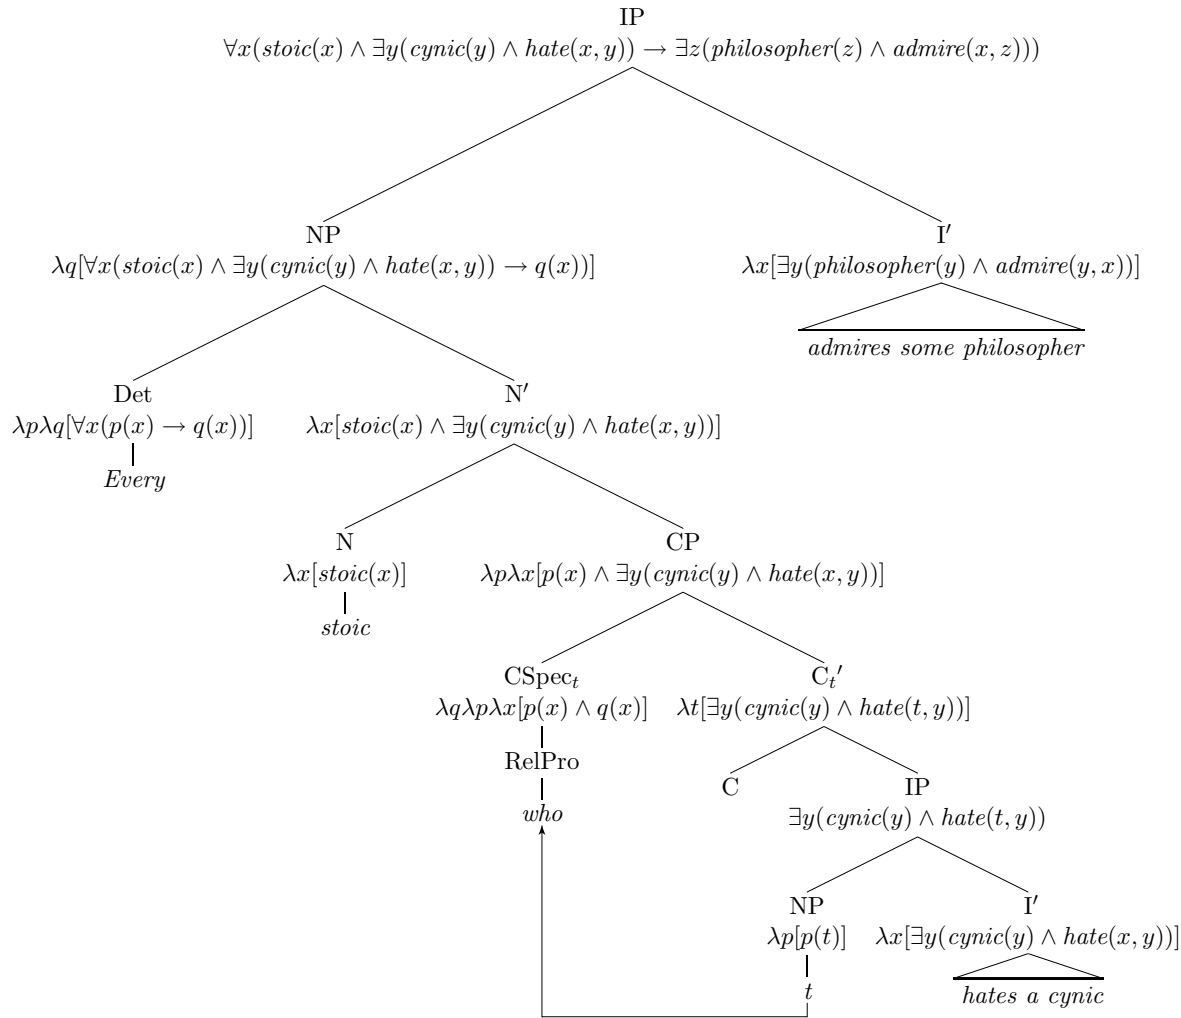 IP
∀x(stoic(x) ∧ ∃y(cynic(y) ∧ hate(x, y)) → ∃z(philosopher(z) ∧ admire(x, z)))
NP
I′
λq[∀x(stoic(x) ∧ ∃y(cynic(y) ∧ hate(x, y)) → q(x))]
λx[∃y(philosopher(y) ∧ admire(y, x))]
admires some philosopher
Det
N′
λpλq[∀x(p(x) → q(x))]
λx[stoic(x) ∧ ∃y(cynic(y) ∧ hate(x, y))]
Every
N
CP
λx[stoic(x)]
λpλx[p(x) ∧ ∃y(cynic(y) ∧ hate(x, y))]
stoic
CSpecₜ
Cₜ′
λqλpλx[p(x) ∧ q(x)]
λt[∃y(cynic(y) ∧ hate(t, y))]
RelPro
C
IP
who
∃y(cynic(y) ∧ hate(t, y))
NP
I′
λp[p(t)]
λx[∃y(cynic(y) ∧ hate(x, y))]
t
hates a cynic